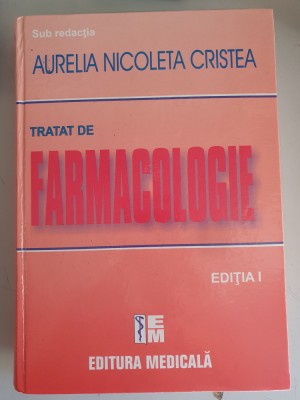 Sub redacția
AURELIA NICOLETA CRISTEA
TRATAT DE
FARMACOLOGIE
EDIȚIA I
EM
EDITURA MEDICALĂ